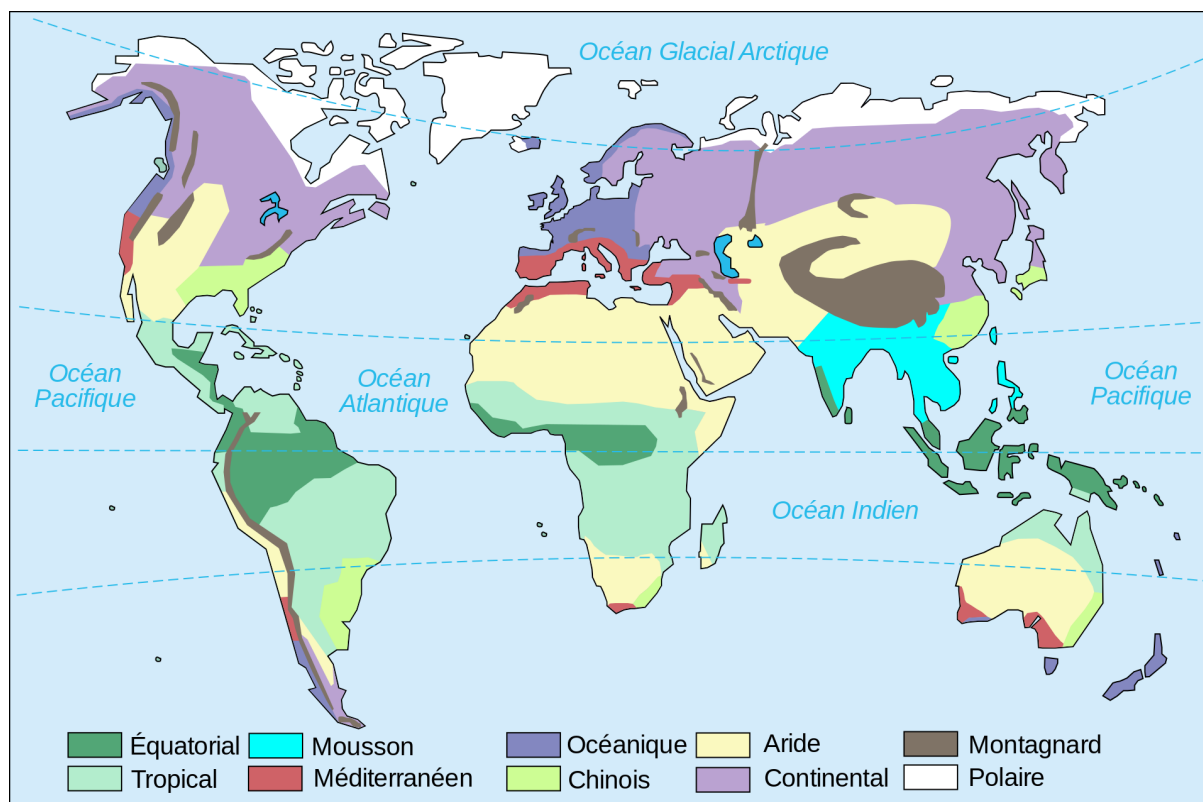 Océan Glacial Arctique
Océan
Pacifique
Océan
Atlantique
Océan
Pacifique
Océan Indien
Équatorial
Mousson
Océanique
Aride
Montagnard
Tropical
Méditerranéen
Chinois
Continental
Polaire